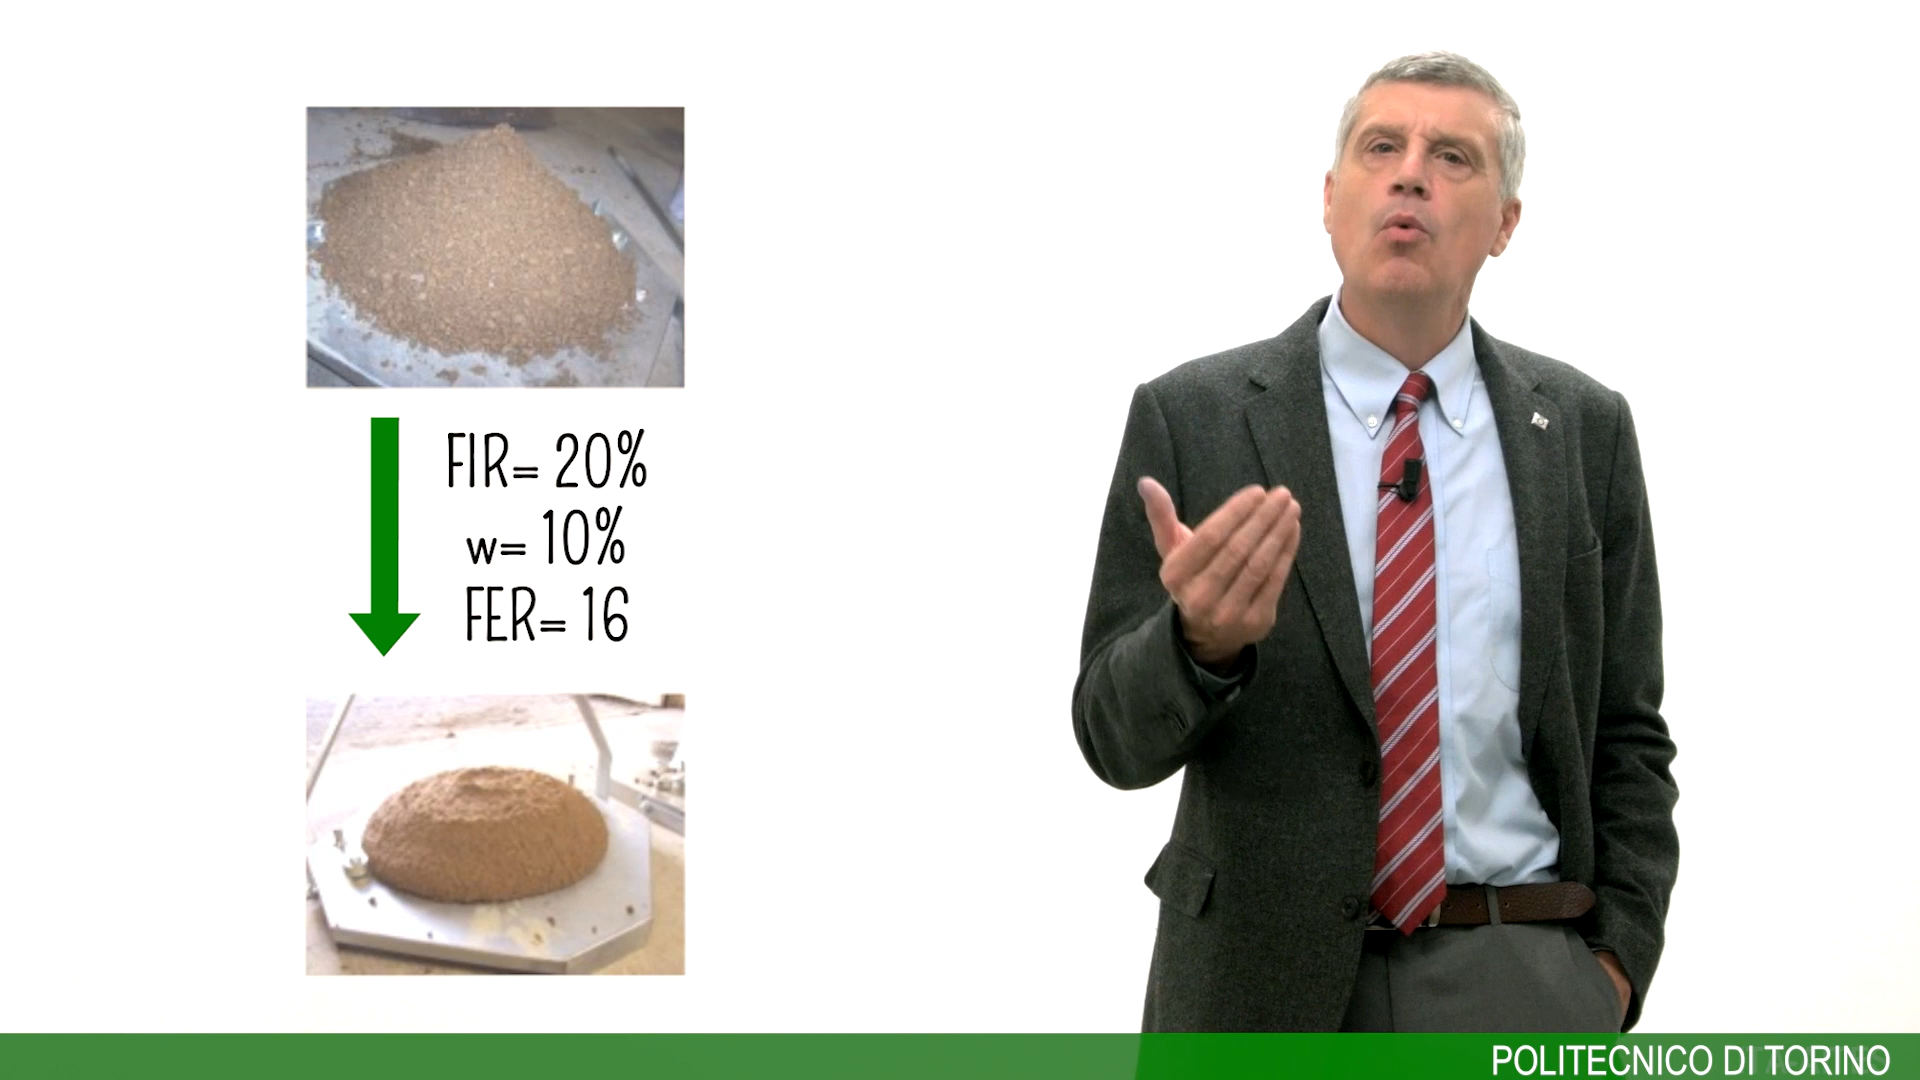 FIR= 20%
w= 10%
FER= 16
POLITECNICO DI TORINO